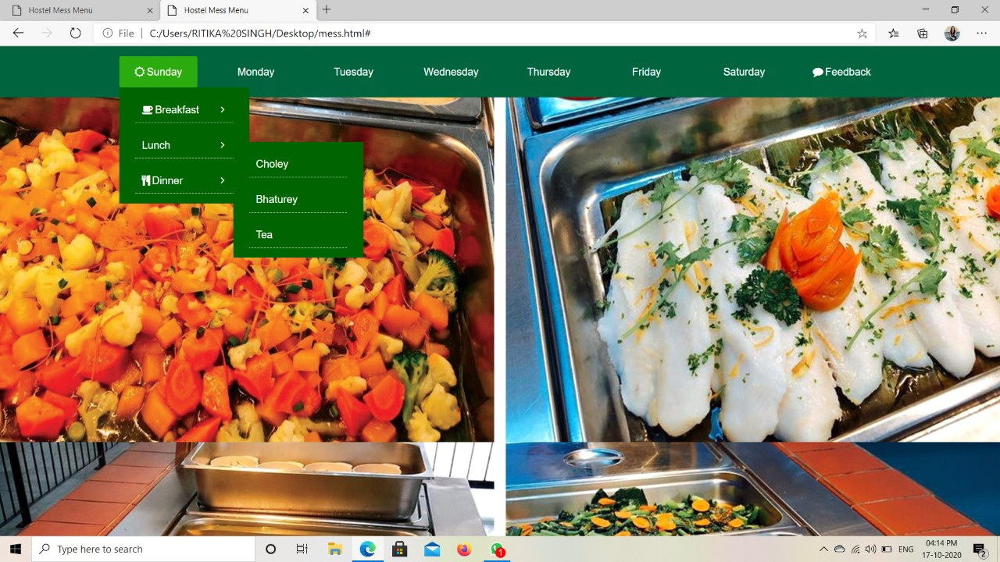 Hostel Mess Menu
Hostel Mess Menu
File | C:/Users/RITIKA%20SINGH/Desktop/mess.html#
Sunday Monday Tuesday Wednesday Thursday Friday Saturday Feedback
Breakfast
Lunch
Dinner
Choley
Bhaturey
Tea
Type here to search
1
ENG
04:14 PM
17-10-2020
2